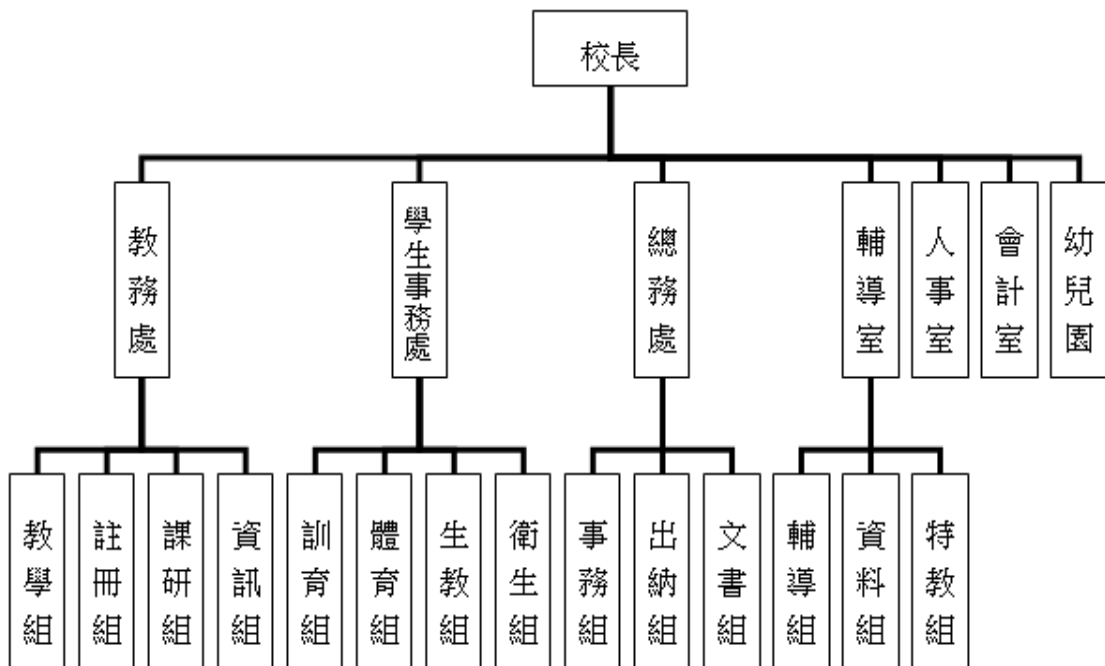 校長
教務處
學生事務處
總務處
輔導室
人事室
會計室
幼兒園
教學組
註冊組
課研組
資訊組
訓育組
體育組
生教組
衛生組
事務組
出納組
文書組
輔導組
資料組
特教組